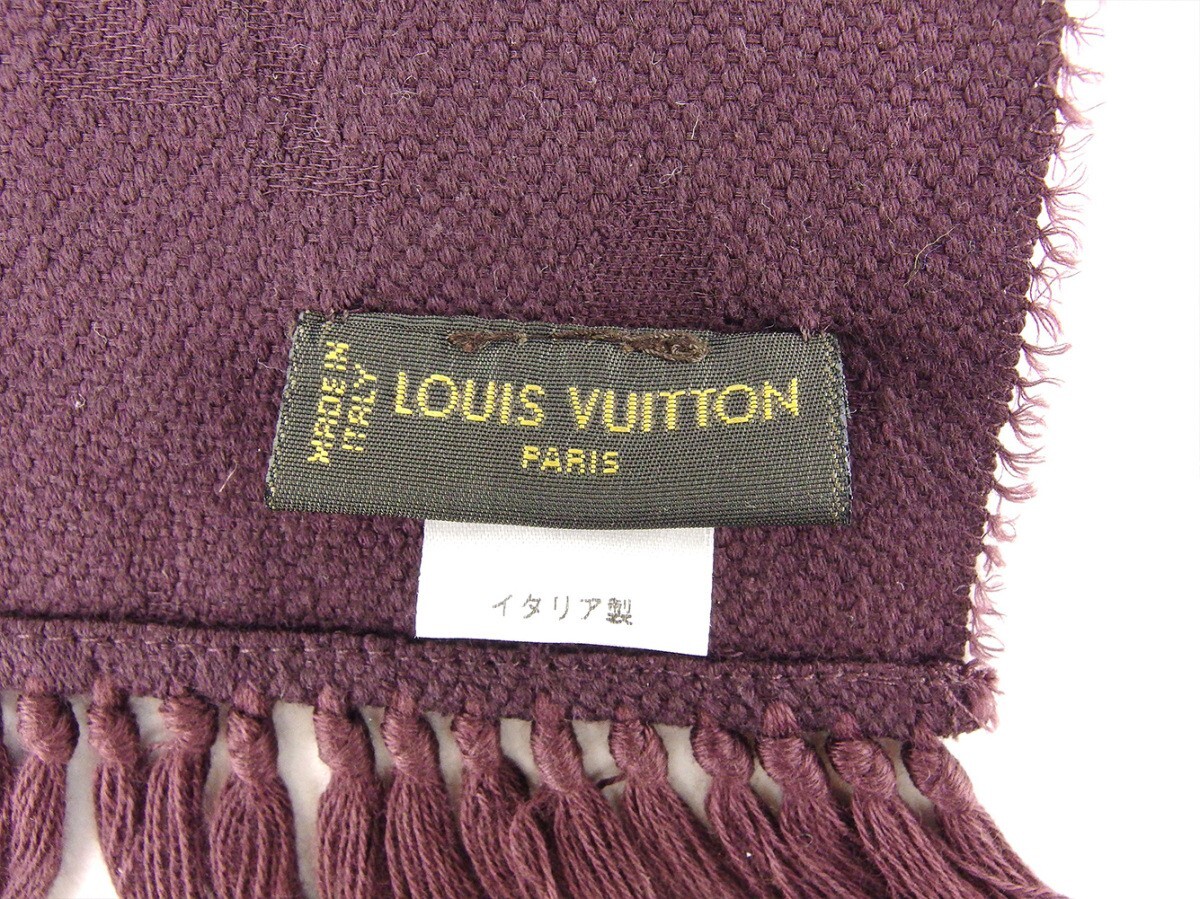 MADE IN
ITALY
LOUIS VUITTON
PARIS
イタリア製